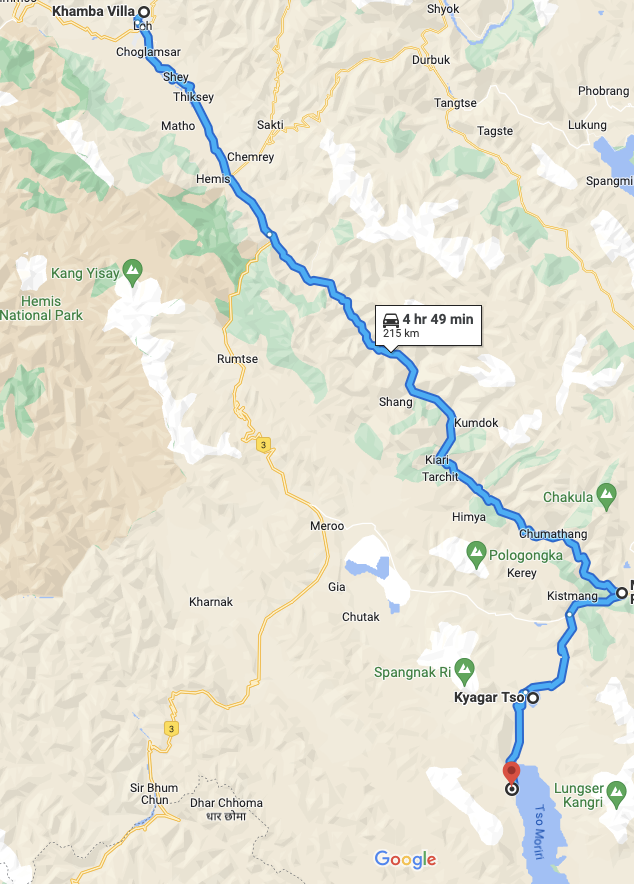 Khamba Villa
Shyok
Choglamsar
Durbuk
Shey
Thiksey
Phobrang
Tangtse
Matho
Sakti
Tagste
Lukung
Chemrey
Hemis
Spangmi
Kang Yisay
Hemis
National Park
4 hr 49 min
215 km
Rumtse
Shang
Kumdok
3
Kiari
Tarchit
Chakula
Himya
Meroo
Chumathang
Pologongka
Kerey
Gia
Kistmang
Kharnak
Chutak
Spangnak Ri
Kyagar Tso
3
Sir Bhum
Chun
Dhar Chhoma
धार छोमा
Lungser
Kangri
Tso Moriri
Google